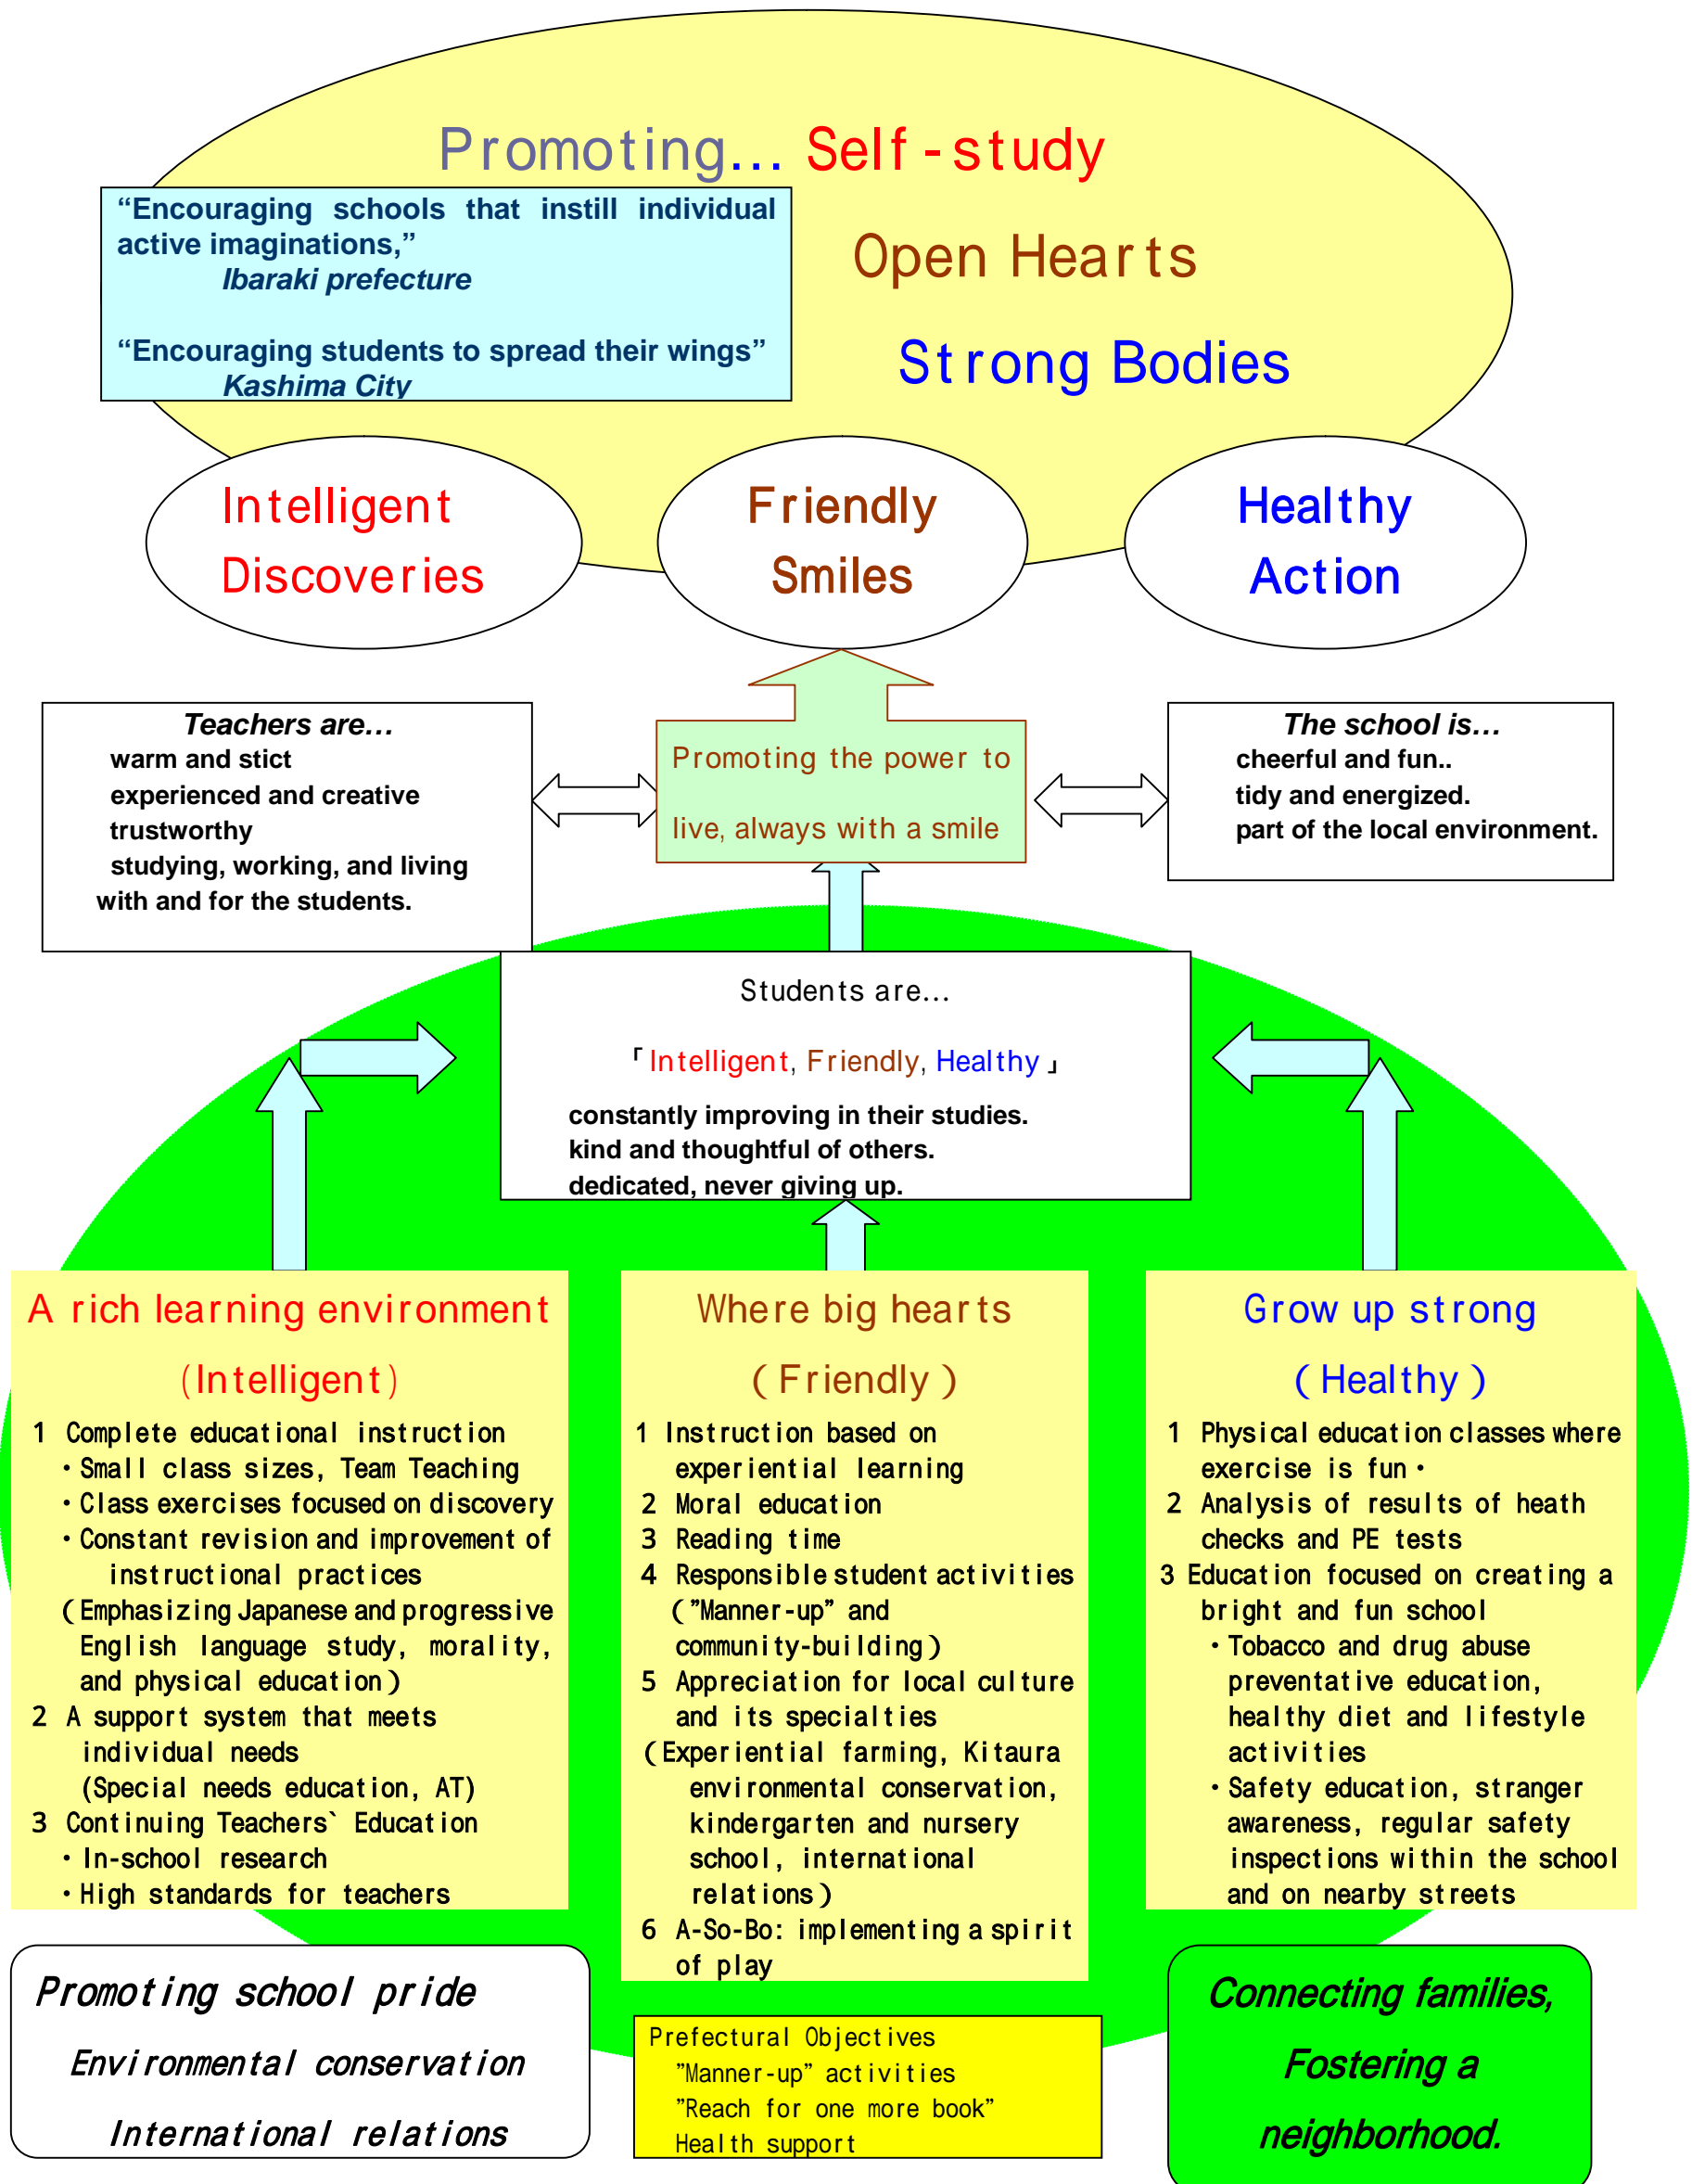 Promoting… Self-study
“Encouraging schools that instill individual
active imaginations,”
Ibaraki prefecture
“Encouraging students to spread their wings”
Kashima City
Open Hearts
Strong Bodies
Intelligent
Discoveries
Friendly
Smiles
Healthy
Action
Teachers are…
warm and stict
experienced and creative
trustworthy
studying, working, and living
with and for the students.
Promoting the power to
live, always with a smile
The school is…
cheerful and fun..
tidy and energized.
part of the local environment.
Students are…
「Intelligent, Friendly, Healthy」
constantly improving in their studies.
kind and thoughtful of others.
dedicated, never giving up.
A rich learning environment
(Intelligent)
1 Complete educational instruction
・Small class sizes, Team Teaching
・Class exercises focused on discovery
・Constant revision and improvement of
instructional practices
(Emphasizing Japanese and progressive
English language study, morality,
and physical education)
2 A support system that meets
individual needs
(Special needs education, AT)
3 Continuing Teachers` Education
・In-school research
・High standards for teachers
Where big hearts
(Friendly)
1 Instruction based on
experiential learning
2 Moral education
3 Reading time
4 Responsible student activities
("Manner-up" and
community-building)
5 Appreciation for local culture
and its specialties
(Experiential farming, Kitaura
environmental conservation,
kindergarten and nursery
school, international
relations)
6 A-So-Bo: implementing a spirit
of play
Grow up strong
(Healthy)
1 Physical education classes where
exercise is fun・
2 Analysis of results of heath
checks and PE tests
3 Education focused on creating a
bright and fun school
・Tobacco and drug abuse
preventative education,
healthy diet and lifestyle
activities
・Safety education, stranger
awareness, regular safety
inspections within the school
and on nearby streets
Promoting school pride
Environmental conservation
International relations
Prefectural Objectives
"Manner-up" activities
"Reach for one more book"
Health support
Connecting families,
Fostering a
neighborhood.